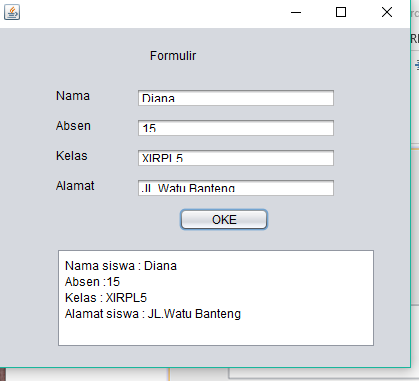 Formulir
Nama Diana
Absen 15
Kelas XIRPL5
Alamat JL.Watu Banteng
OKE
Nama siswa : Diana
Absen :15
Kelas : XIRPL5
Alamat siswa : JL.Watu Banteng